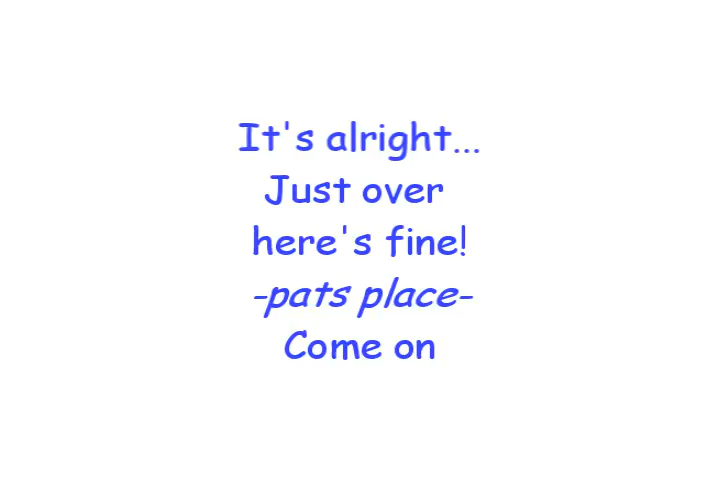 It's alright...
Just over
here's fine!
-pats place-
Come on